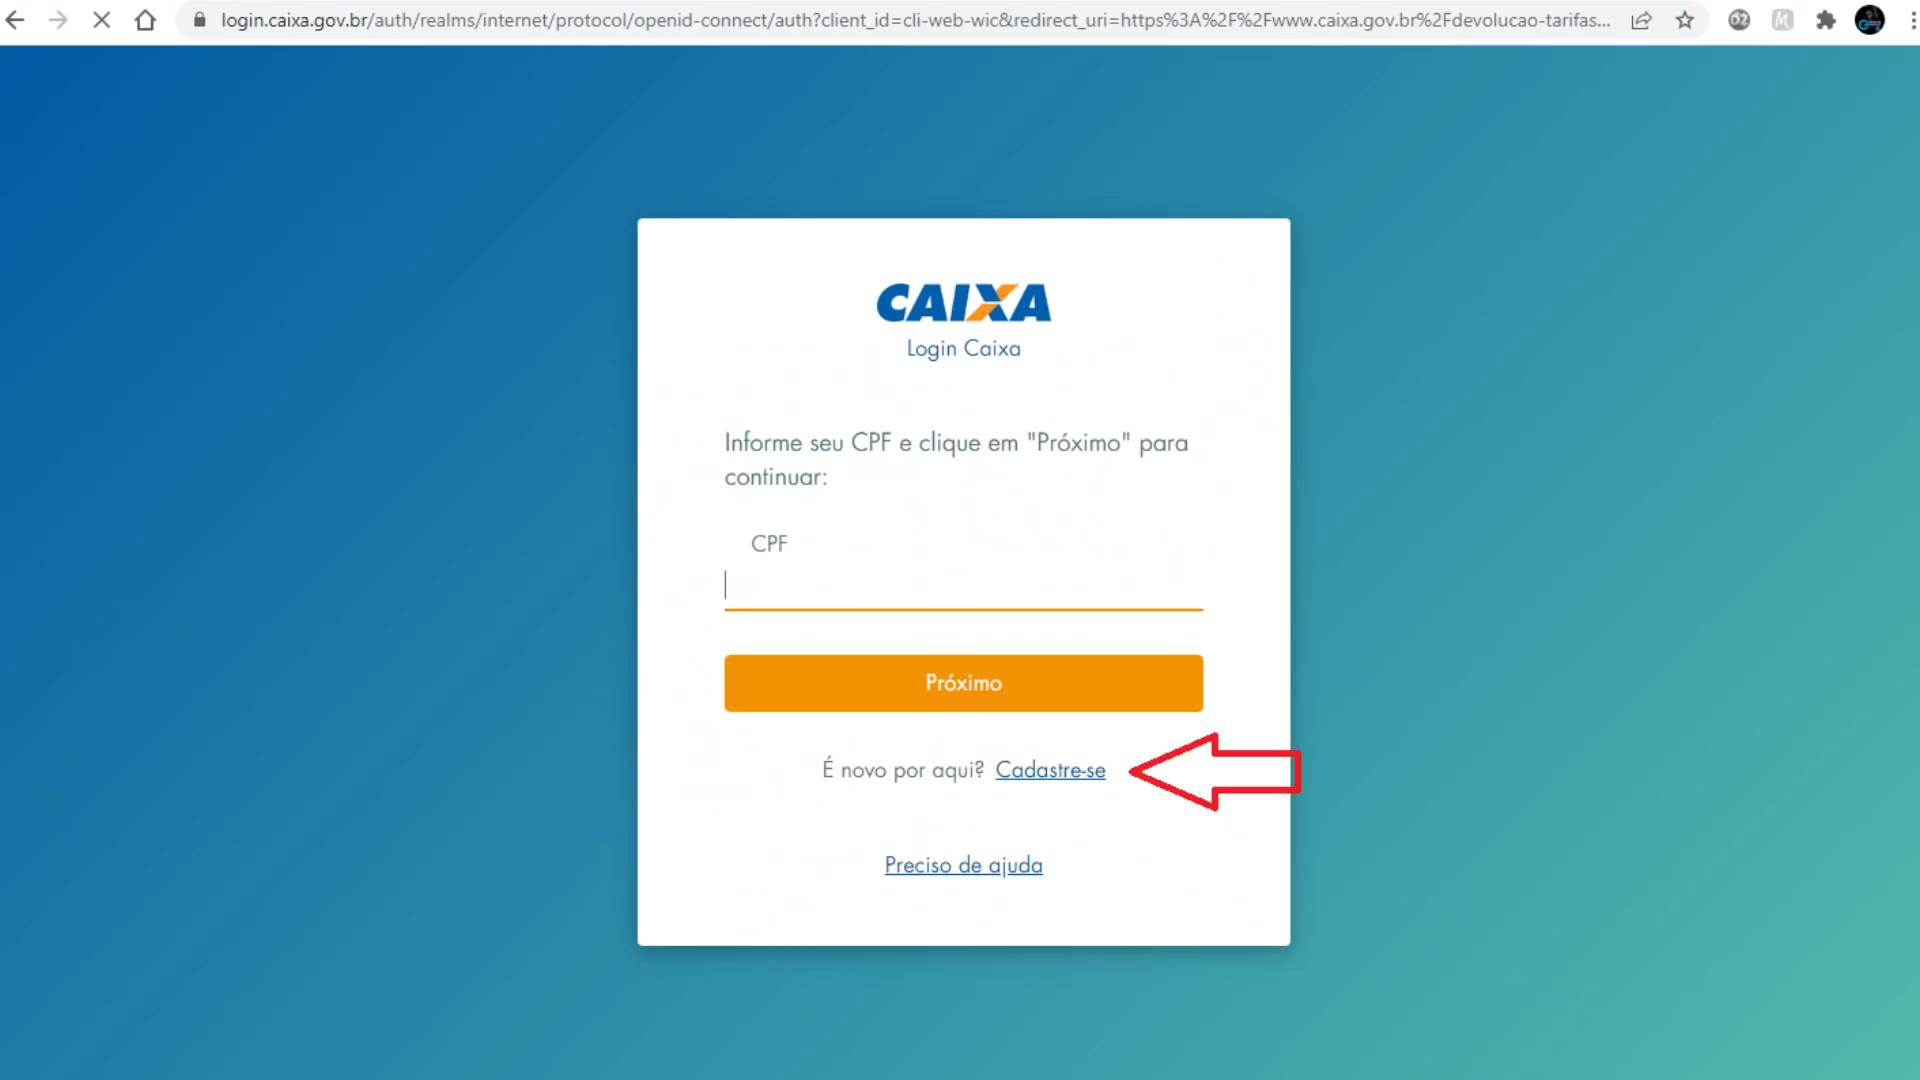 login.caixa.gov.br/auth/realms/internet/protocol/openid-connect/auth?client_id=cli-web-wic&redirect_uri=https%3A%2F%2Fwww.caixa.gov.br%2Fdevolucao-tarifas...
CAIXA
Login Caixa
Informe seu CPF e clique em "Próximo" para
continuar:
CPF
Próximo
É novo por aqui? Cadastre-se
Preciso de ajuda